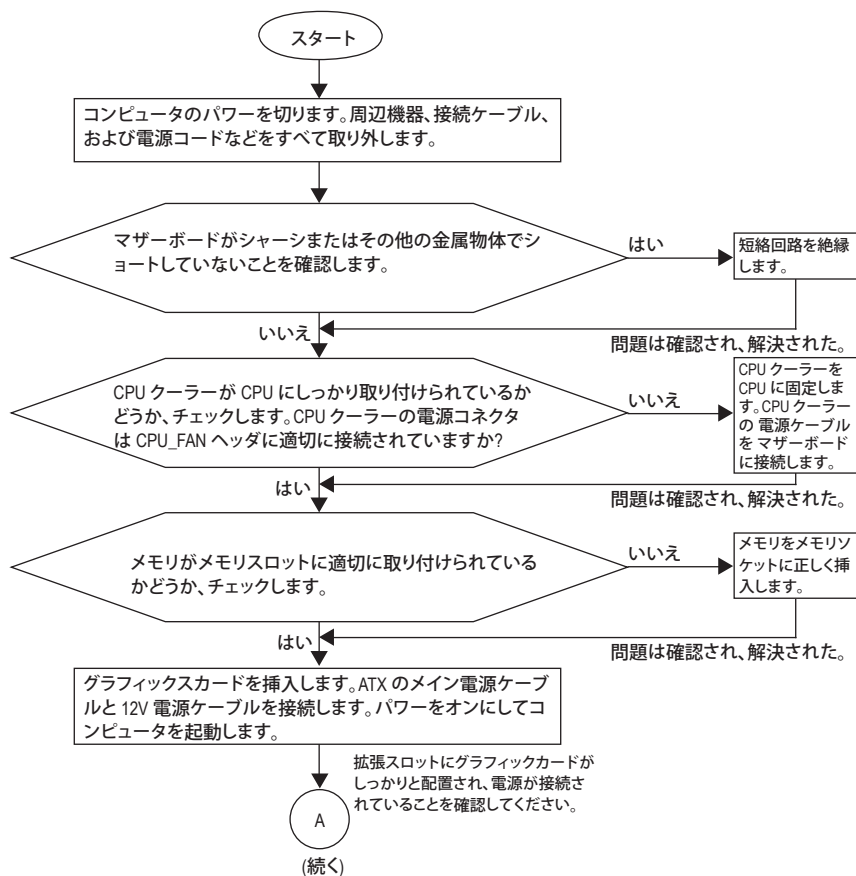 スタート
コンピュータのパワーを切ります。周辺機器、接続ケーブル、
および電源コードなどをすべて取り外します。
マザーボードがシャーシまたはその他の金属物体でシ
ョートしていないことを確認します。
はい
短絡回路を絶縁
します。
いいえ
問題は確認され、解決された。
CPU クーラーが CPU にしっかり取り付けられているか
どうか、チェックします。CPU クーラーの電源コネクタ
は CPU_FAN ヘッダに適切に接続されていますか?
いいえ
CPU クーラーを
CPU に固定しま
す。CPU クーラー
の 電源ケーブル
を マザーボード
に接続します。
はい
問題は確認され、解決された。
メモリがメモリスロットに適切に取り付けられている
かどうか、チェックします。
いいえ
メモリをメモリソ
ケットに正しく挿
入します。
はい
問題は確認され、解決された。
グラフィックスカードを挿入します。ATX のメイン電源ケーブ
ルと 12V 電源ケーブルを接続します。パワーをオンにしてコ
ンピュータを起動します。
拡張スロットにグラフィックカードが
しっかりと配置され、電源が接続さ
れていることを確認してください。
A
(続く)